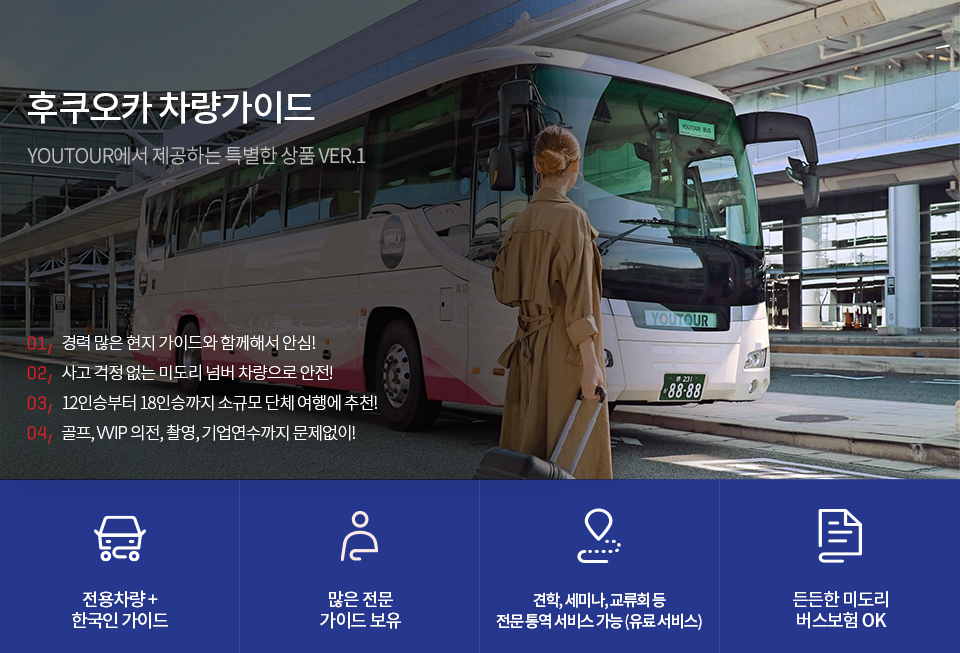 후쿠오카 차량가이드
YOUTOUR에서 제공하는 특별한 상품 VER.1
YOUTOUR BUS
YOUTOUR
231
88-88
01, 경력 많은 현지 가이드와 함께해서 안심!
02, 사고 걱정 없는 미도리 넘버 차량으로 안전!
03, 12인승부터 18인승까지 소규모 단체 여행에 추천!
04, 골프, VVIP 의전, 촬영, 기업연수까지 문제없이!
전용차량 +
한국인 가이드
많은 전문
가이드 보유
견학, 세미나, 교류회 등
전문 통역 서비스 가능 (유료 서비스)
든든한 미도리
버스보험 OK